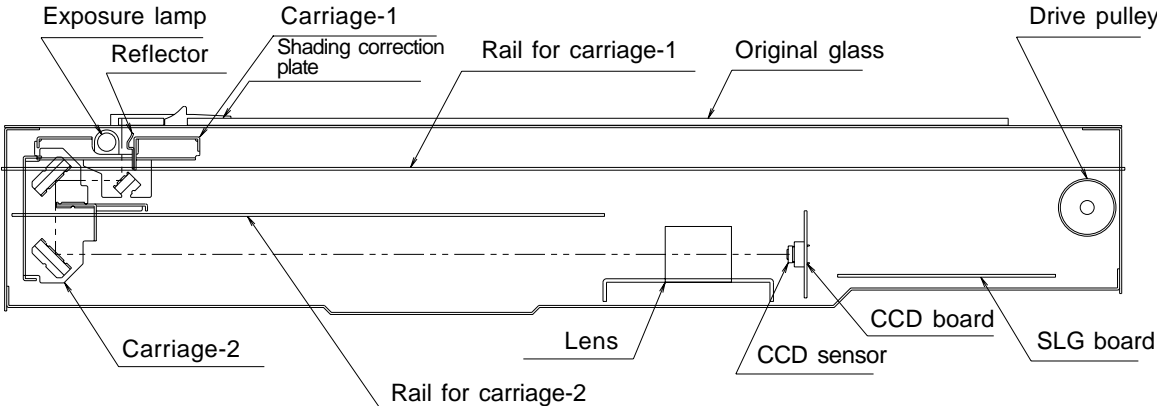 Exposure lamp
Carriage-1
Drive pulley
Reflector
Shading correction
plate
Rail for carriage-1
Original glass
Carriage-2
Lens
CCD board
CCD sensor
SLG board
Rail for carriage-2